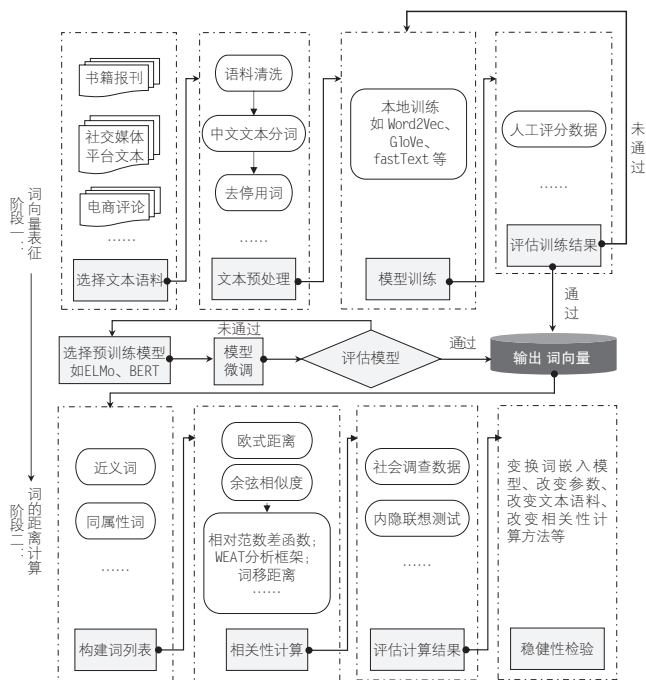 阶段一：
词向量表征
书籍报刊
社交媒体
平台文本
电商评论
……
选择文本语料
语料清洗
中文文本分词
去停用词
……
文本预处理
本地训练
如 Word2Vec、
GloVe、
fastText 等
模型训练
人工评分数据
……
评估训练结果
未通过
通过
选择预训练模型
如ELMo、BERT
未通过
模型
微调
评估模型
通过
输出 词向量
阶段二：
词的距离计算
近义词
同属性词
……
构建词列表
欧式距离
余弦相似度
相对范数差函数；
WEAT分析框架；
词移距离
……
相关性计算
社会调查数据
内隐联想测试
……
评估计算结果
变换词嵌入模
型、改变参数、
改变文本语料、
改变相关性计
算方法等
稳健性检验